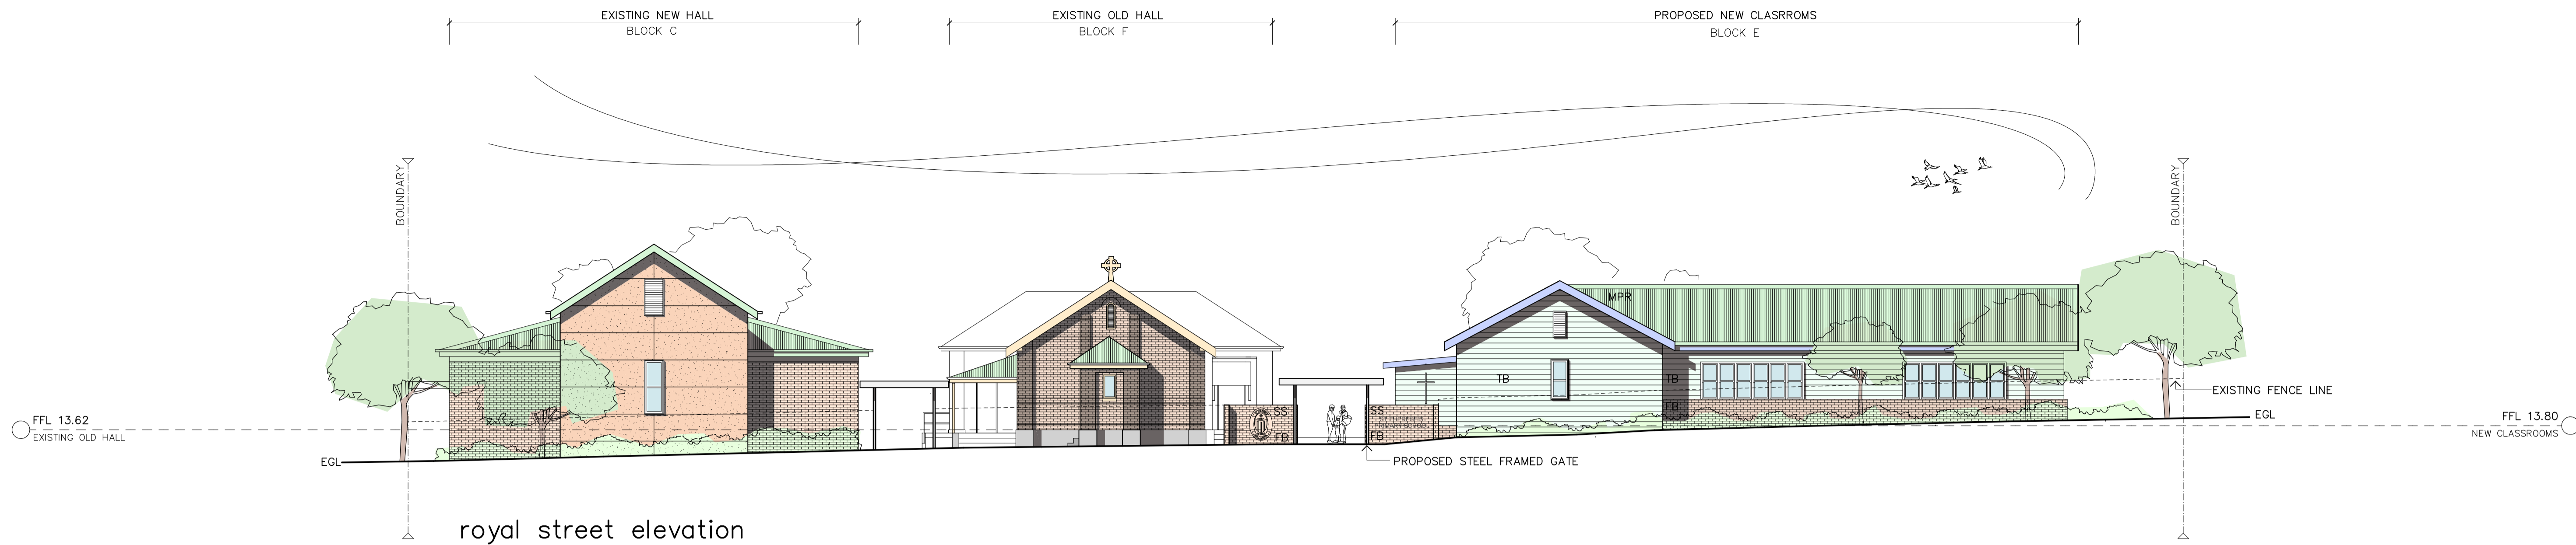 EXISTING NEW HALL
BLOCK C
EXISTING OLD HALL
BLOCK F
PROPOSED NEW CLASRROMS
BLOCK E
BOUNDARY
BOUNDARY
MPR
TB
TB
FB
SS
FB
SS
FB
EXISTING FENCE LINE
EGL
FFL 13.62
EXISTING OLD HALL
FFL 13.80
NEW CLASSROOMS
EGL
PROPOSED STEEL FRAMED GATE
royal street elevation